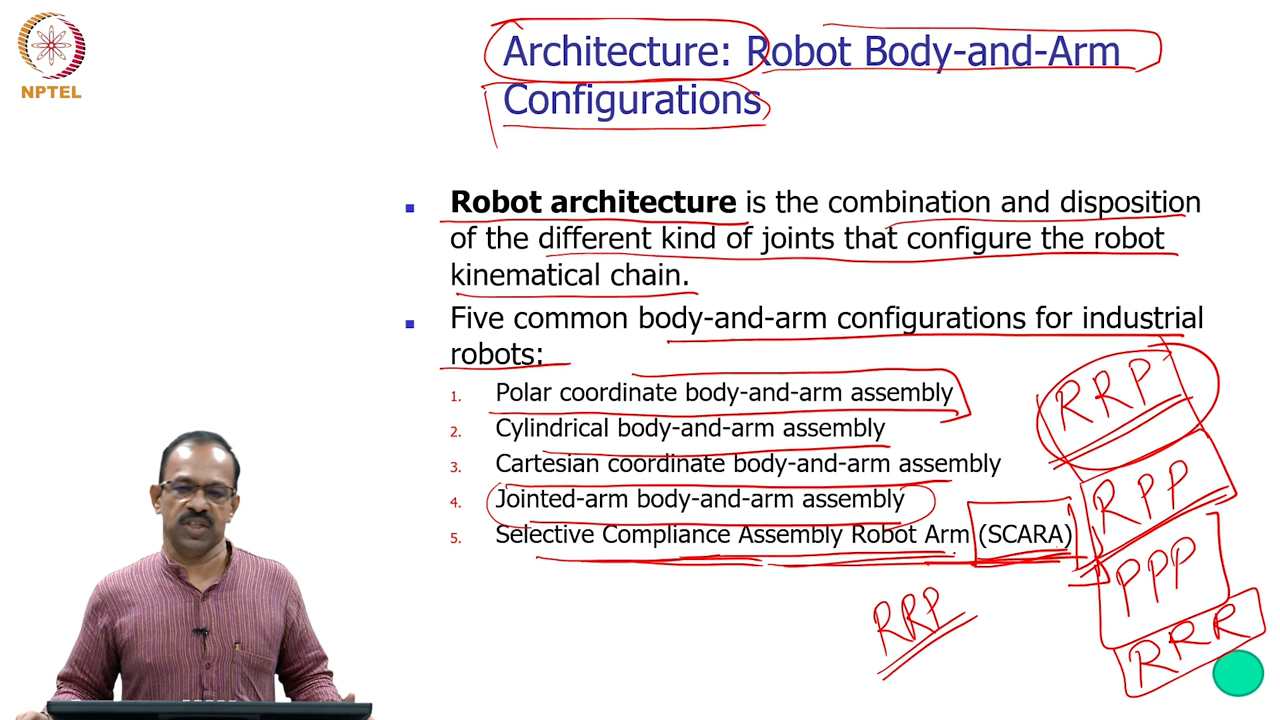 NPTEL
Architecture: Robot Body-and-Arm
Configurations
Robot architecture is the combination and disposition
of the different kind of joints that configure the robot
kinematical chain.
Five common body-and-arm configurations for industrial
robots:
1. Polar coordinate body-and-arm assembly
2. Cylindrical body-and-arm assembly
3. Cartesian coordinate body-and-arm assembly
4. Jointed-arm body-and-arm assembly
5. Selective Compliance Assembly Robot Arm (SCARA)
RRP
RPP
PPP
RRR
RRP